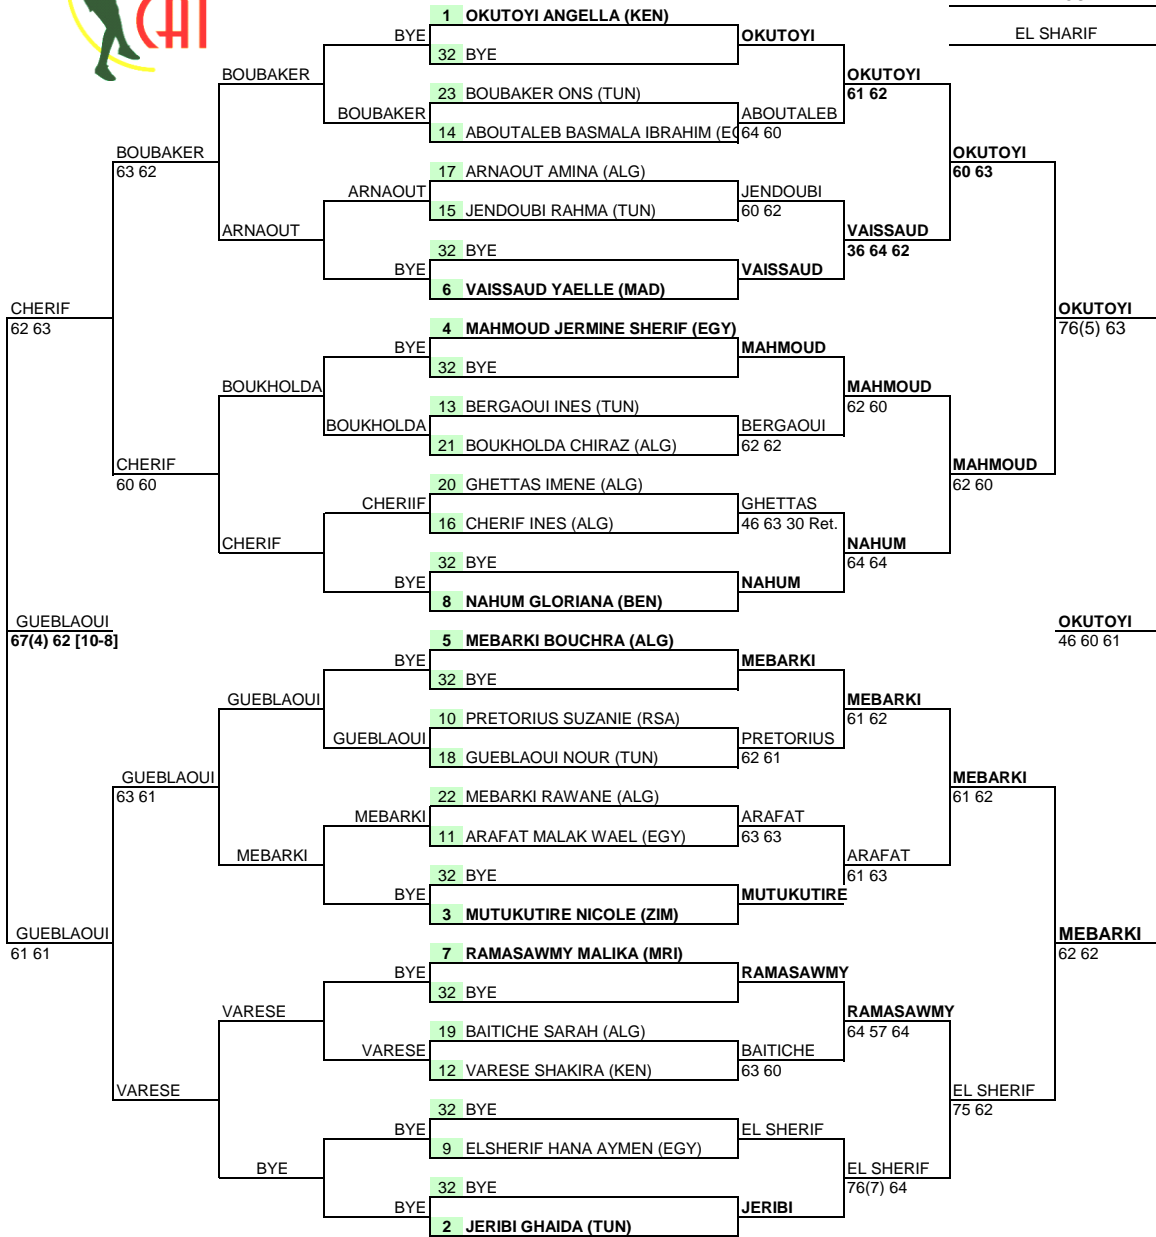 CHI
1 OKUTOYI ANGELLA (KEN)
EL SHARIF
BYE
OKUTOYI
32 BYE
BOUBAKER
OKUTOYI
23 BOUBAKER ONS (TUN)
61 62
BOUBAKER
ABOUTALEB
14 ABOUTALEB BASMALA IBRAHIM (EG
64 60
BOUBAKER
OKUTOYI
63 62
17 ARNAOUT AMINA (ALG)
60 63
ARNAOUT
JENDOUBI
15 JENDOUBI RAHMA (TUN)
60 62
ARNAOUT
VAISSAUD
32 BYE
36 64 62
BYE
VAISSAUD
6 VAISSAUD YAELLE (MAD)
CHERIF
OKUTOYI
62 63
4 MAHMOUD JERMINE SHERIF (EGY)
76(5) 63
BYE
MAHMOUD
32 BYE
BOUKHOLDA
MAHMOUD
13 BERGAOUI INES (TUN)
62 60
BOUKHOLDA
BERGAOUI
21 BOUKHOLDA CHIRAZ (ALG)
62 62
CHERIF
MAHMOUD
60 60
20 GHETTAS IMENE (ALG)
62 60
CHERIIF
GHETTAS
16 CHERIF INES (ALG)
46 63 30 Ret.
CHERIF
NAHUM
32 BYE
64 64
BYE
NAHUM
8 NAHUM GLORIANA (BEN)
GUEBLAOUI
OKUTOYI
67(4) 62 [10-8]
5 MEBARKI BOUCHRA (ALG)
46 60 61
BYE
MEBARKI
32 BYE
GUEBLAOUI
MEBARKI
10 PRETORIUS SUZANIE (RSA)
61 62
GUEBLAOUI
PRETORIUS
18 GUEBLAOUI NOUR (TUN)
62 61
GUEBLAOUI
MEBARKI
63 61
22 MEBARKI RAWANE (ALG)
61 62
MEBARKI
ARAFAT
11 ARAFAT MALAK WAEL (EGY)
63 63
MEBARKI
ARAFAT
32 BYE
61 63
BYE
MUTUKUTIRE
3 MUTUKUTIRE NICOLE (ZIM)
GUEBLAOUI
MEBARKI
61 61
7 RAMASAWMY MALIKA (MRI)
62 62
BYE
RAMASAWMY
32 BYE
VARESE
RAMASAWMY
19 BAITICHE SARAH (ALG)
64 57 64
VARESE
BAITICHE
12 VARESE SHAKIRA (KEN)
63 60
VARESE
EL SHERIF
32 BYE
75 62
BYE
EL SHERIF
9 ELSHERIF HANA AYMEN (EGY)
BYE
EL SHERIF
32 BYE
76(7) 64
BYE
JERIBI
2 JERIBI GHAIDA (TUN)